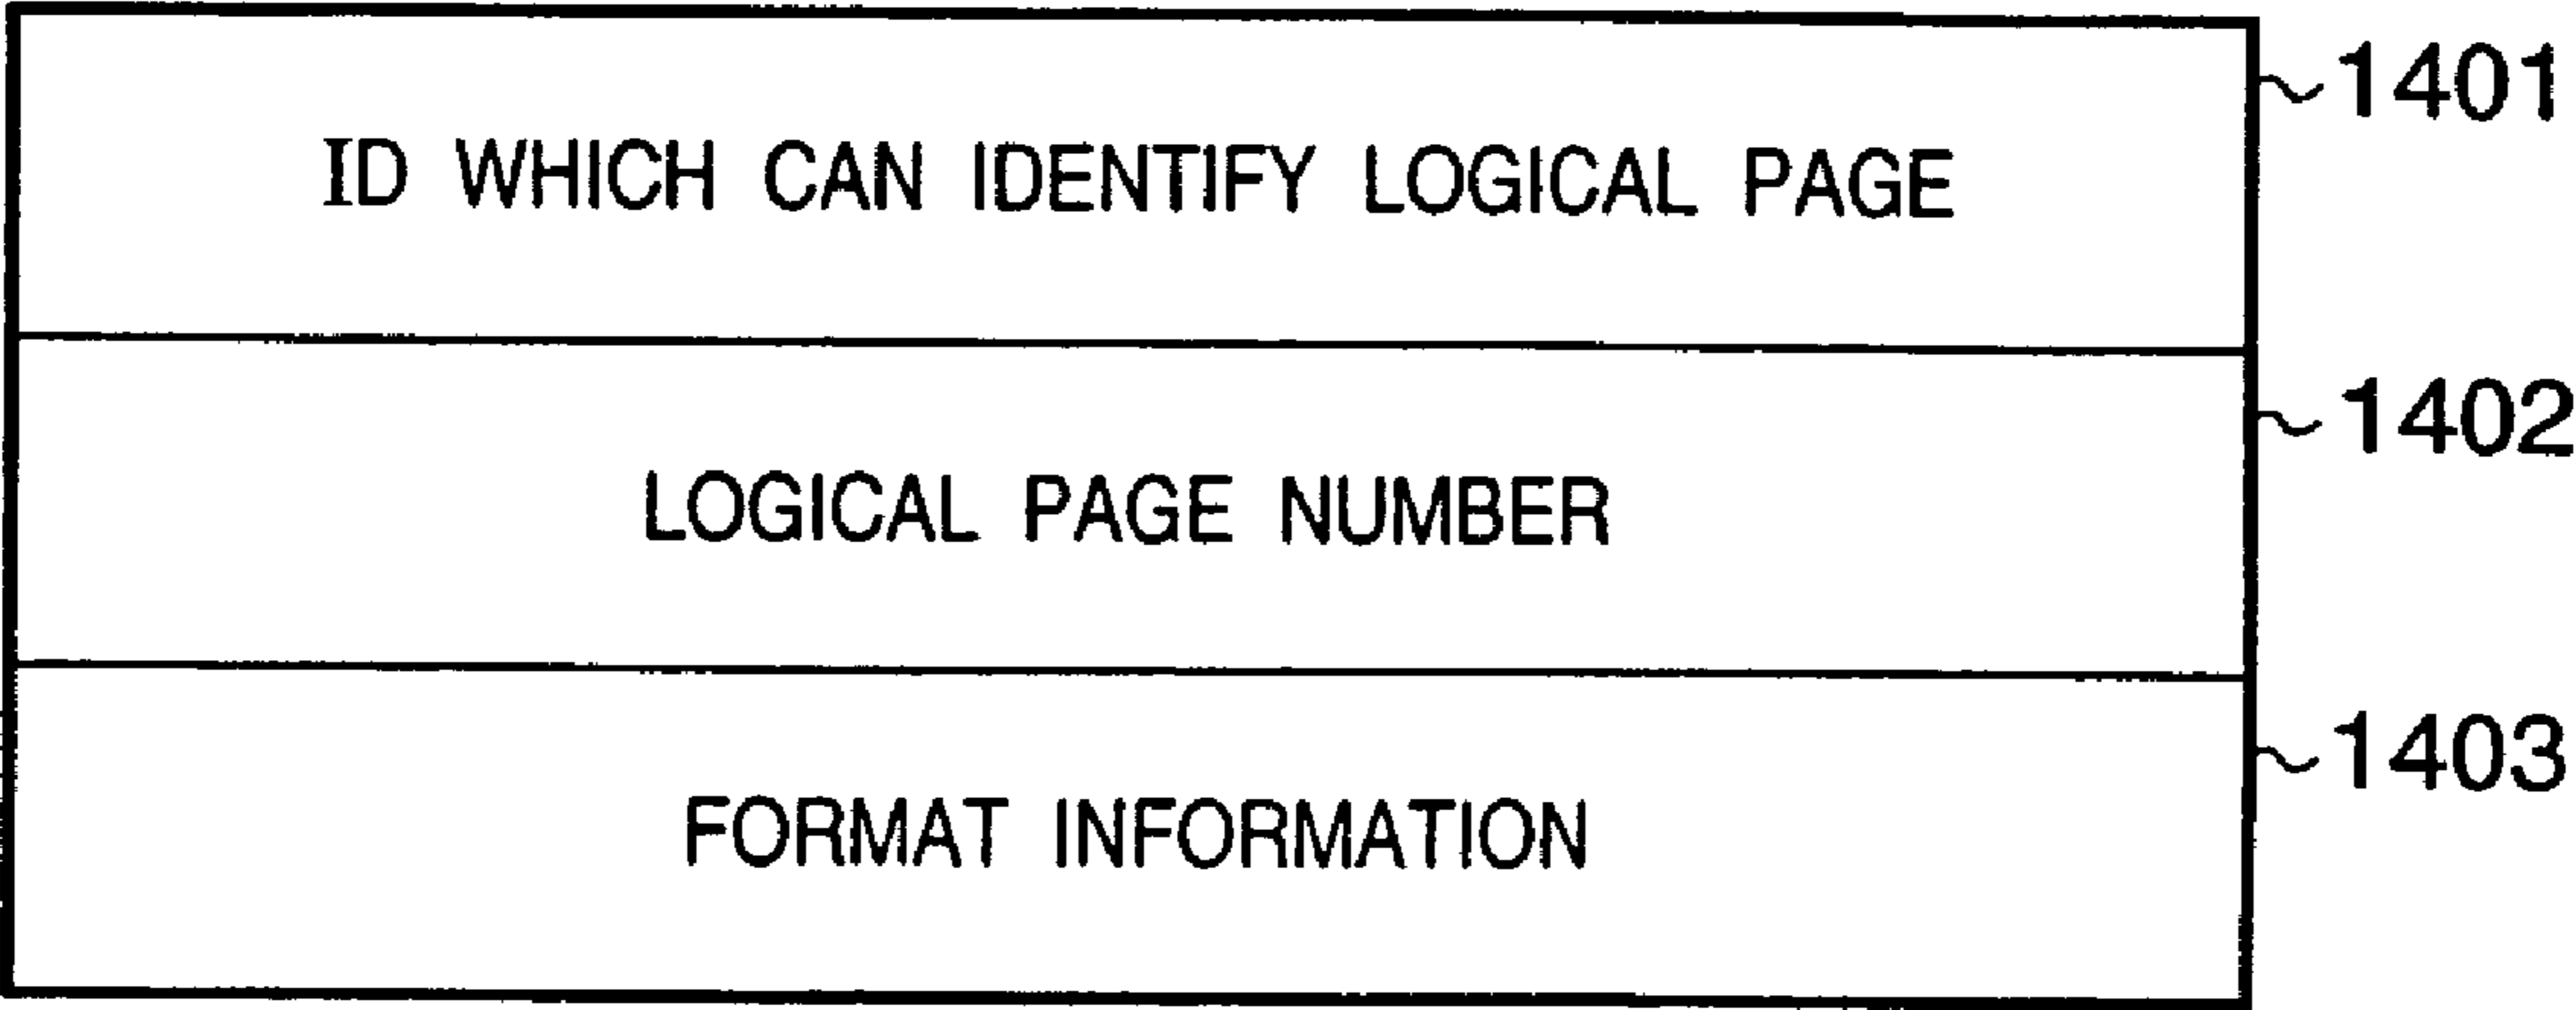 1401
ID WHICH CAN IDENTIFY LOGICAL PAGE
1402
LOGICAL PAGE NUMBER
1403
FORMAT INFORMATION